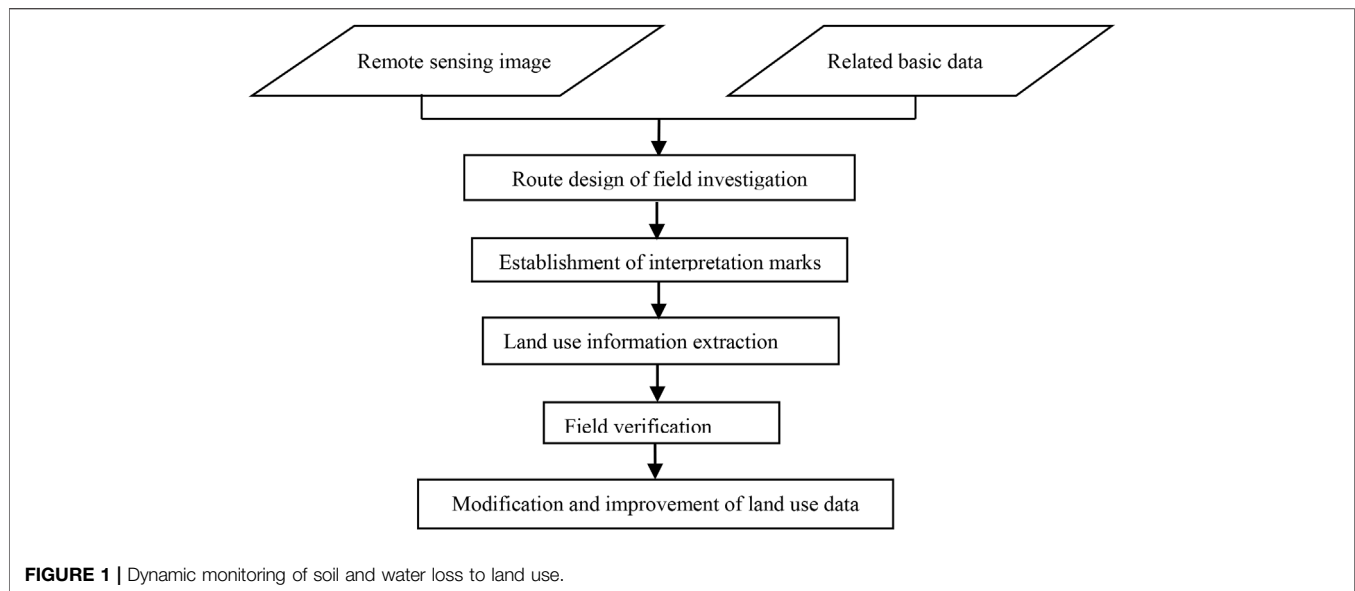 Remote sensing image
Related basic data
Route design of field investigation
Establishment of interpretation marks
Land use information extraction
Field verification
Modification and improvement of land use data
FIGURE 1 | Dynamic monitoring of soil and water loss to land use.